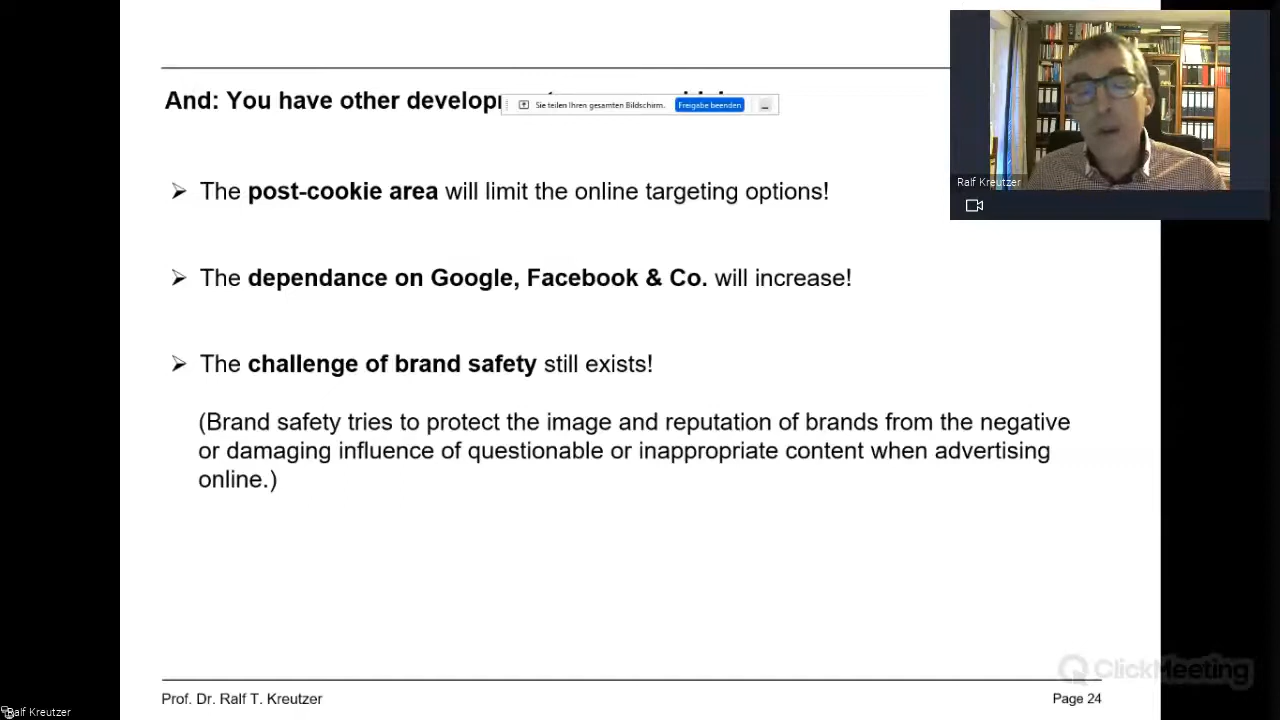 And: You have other develop
Sie teilen Ihren gesamten Bildschirm. Freigabe beenden
➢ The post-cookie area will limit the online targeting options!
Ralf Kreutzer
➢ The dependance on Google, Facebook & Co. will increase!
➢ The challenge of brand safety still exists!
(Brand safety tries to protect the image and reputation of brands from the negative
or damaging influence of questionable or inappropriate content when advertising
online.)
ClickMeeting
Prof. Dr. Ralf T. Kreutzer
Page 24
Ralf Kreutzer